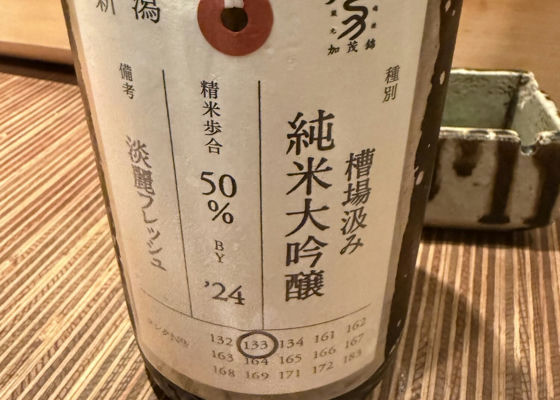 新潟
蔵元
加茂錦
種別
槽場汲み
純米大吟醸
精米歩合
50%
BY
'24
備考
淡麗フレッシュ
132 133 134 161 162
163 164 165 166 167
168 169 171 172 183